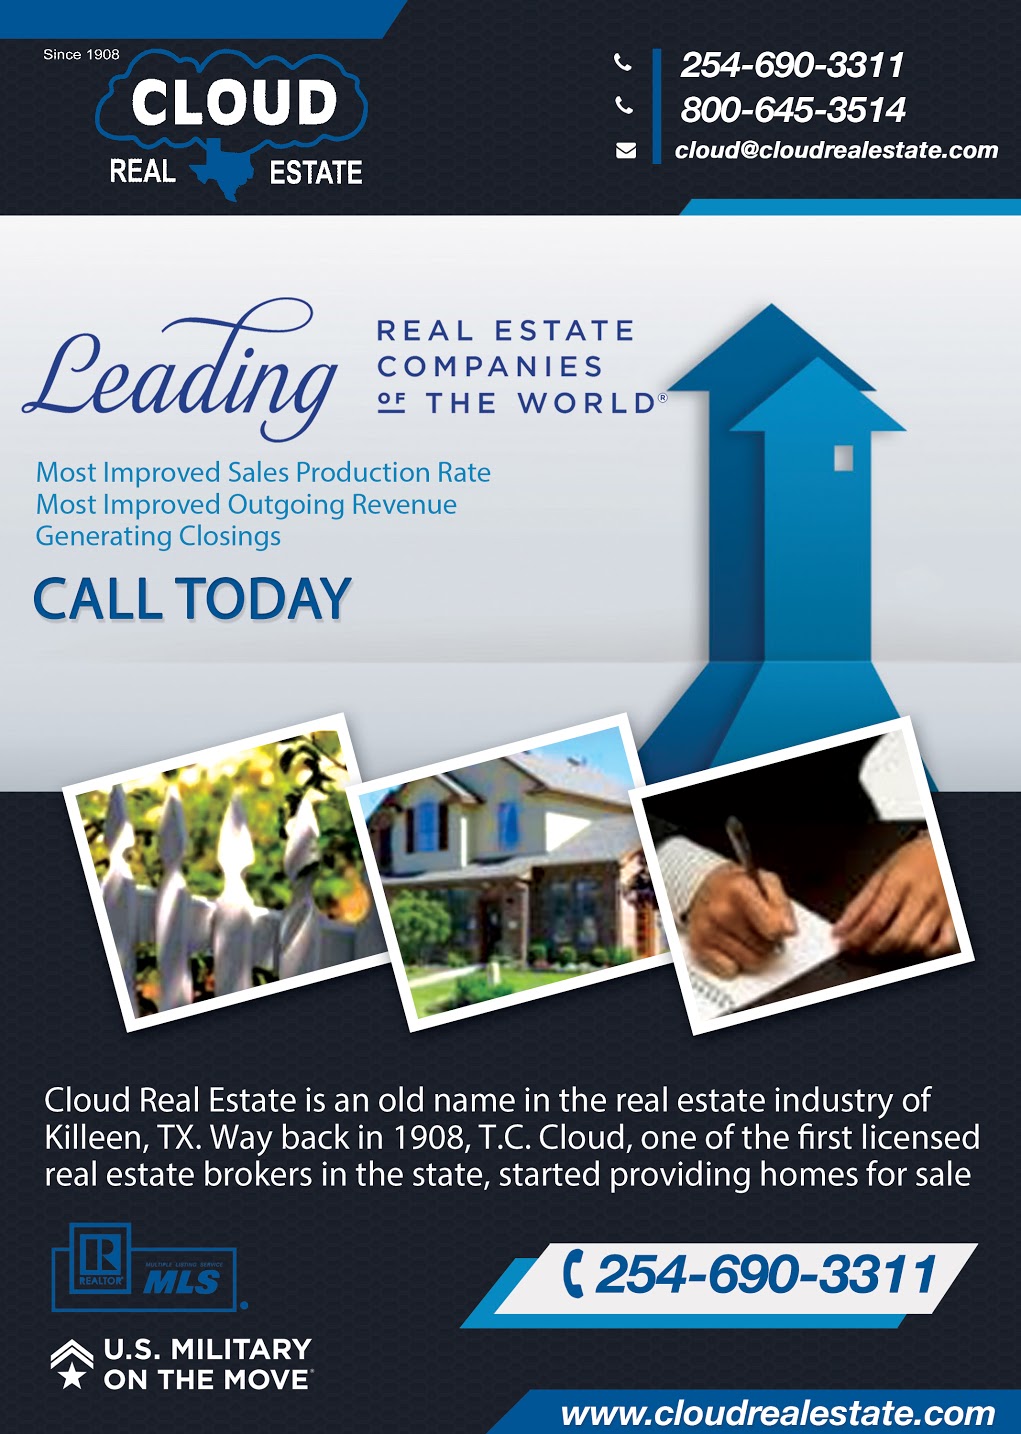 Since 1908
CLOUD
REAL ESTATE
254-690-3311
800-645-3514
cloud@cloudrealestate.com
Leading
REAL ESTATE
COMPANIES
OF THE WORLD®
Most Improved Sales Production Rate
Most Improved Outgoing Revenue
Generating Closings
CALL TODAY
Cloud Real Estate is an old name in the real estate industry of
Killeen, TX. Way back in 1908, T.C. Cloud, one of the first licensed
real estate brokers in the state, started providing homes for sale
R
REALTOR®
MULTIPLE LISTING SERVICE
MLS
254-690-3311
U.S. MILITARY
ON THE MOVE®
www.cloudrealestate.com